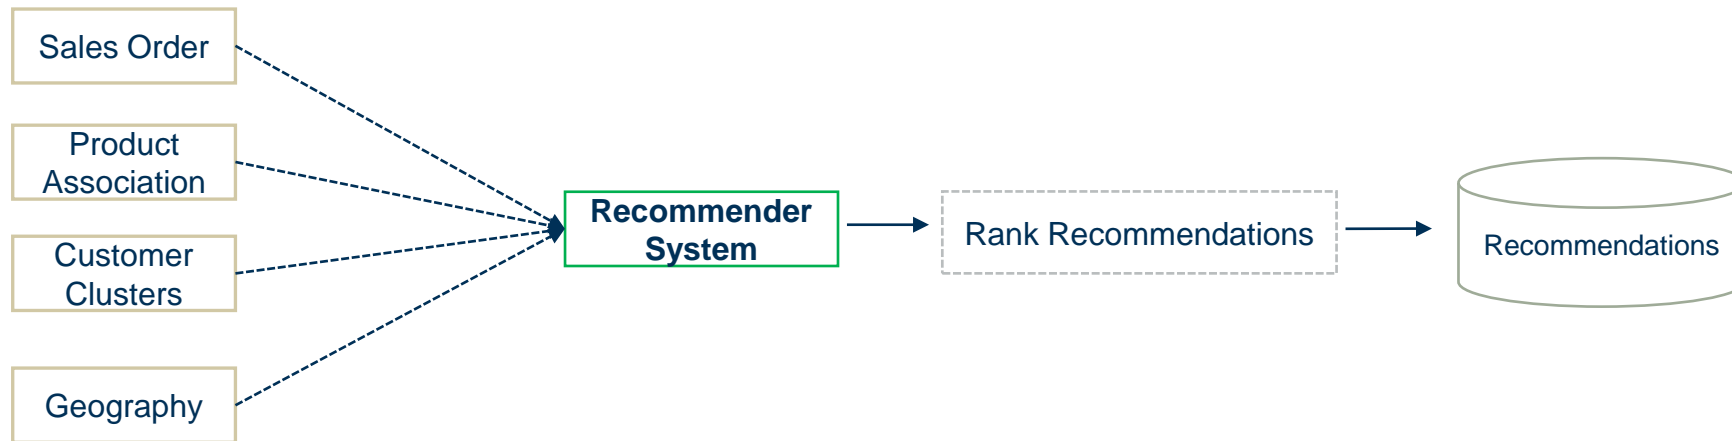 Sales Order
Product
Association
Customer
Clusters
Geography
Recommender
System
Rank Recommendations
Recommendations